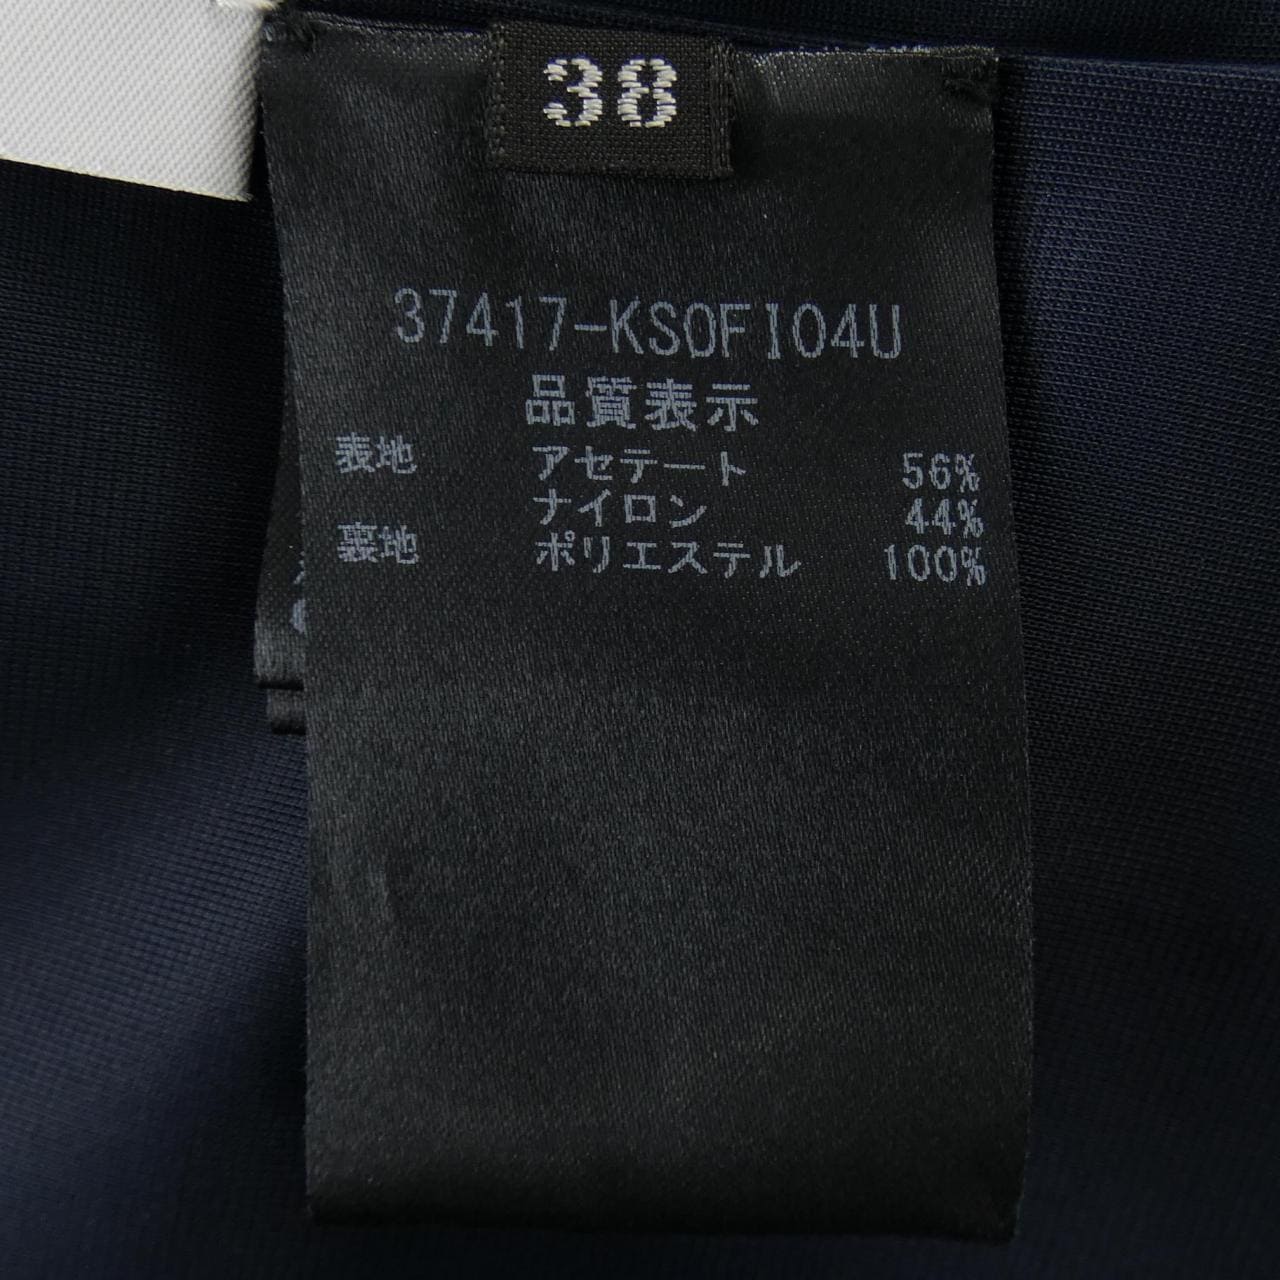 38
37417-KSOFI04U
品質表示
表地 アセテート 56%
ナイロン 44%
裏地 ポリエステル 100%